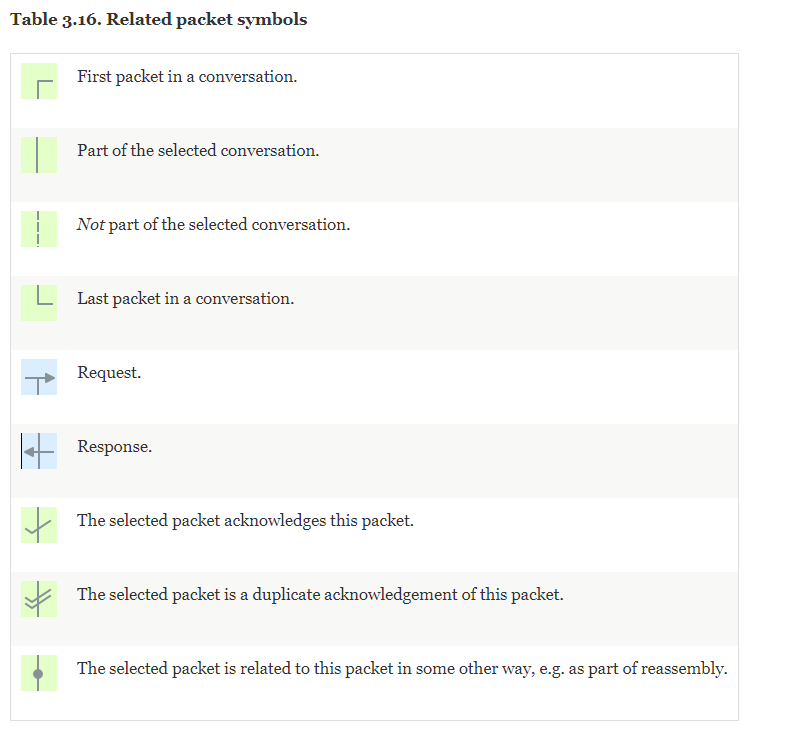 Table 3.16. Related packet symbols
First packet in a conversation.
Part of the selected conversation.
Not part of the selected conversation.
Last packet in a conversation.
Request.
Response.
The selected packet acknowledges this packet.
The selected packet is a duplicate acknowledgement of this packet.
The selected packet is related to this packet in some other way, e.g. as part of reassembly.